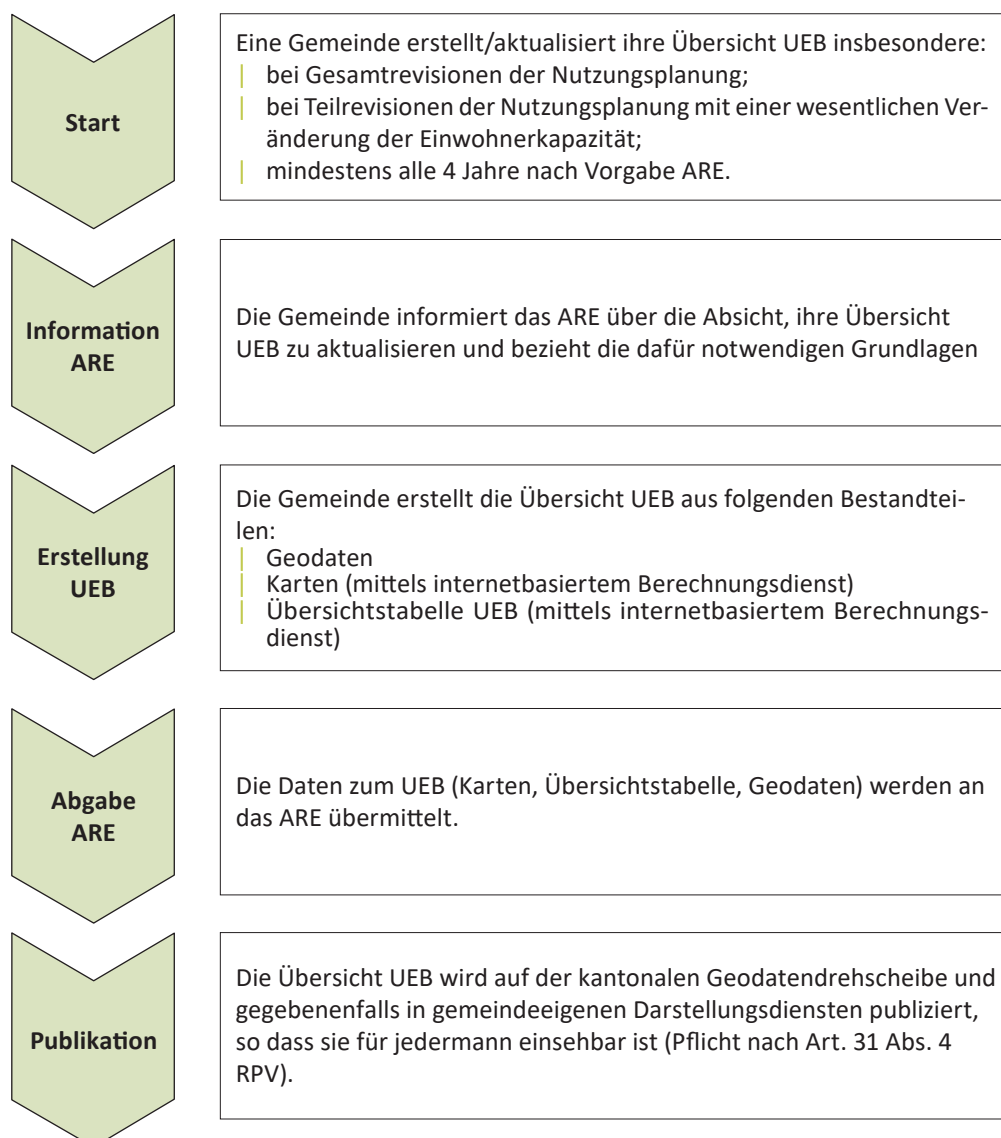 Start
Eine Gemeinde erstellt/aktualisiert ihre Übersicht UEB insbesondere:
| bei Gesamtrevisionen der Nutzungsplanung;
| bei Teilrevisionen der Nutzungsplanung mit einer wesentlichen Ver-
änderung der Einwohnerkapazität;
| mindestens alle 4 Jahre nach Vorgabe ARE.
Information
ARE
Die Gemeinde informiert das ARE über die Absicht, ihre Übersicht
UEB zu aktualisieren und bezieht die dafür notwendigen Grundlagen
Erstellung
UEB
Die Gemeinde erstellt die Übersicht UEB aus folgenden Bestandtei-
len:
| Geodaten
| Karten (mittels internetbasiertem Berechnungsdienst)
| Übersichtstabelle UEB (mittels internetbasiertem Berechnungs-
dienst)
Abgabe
ARE
Die Daten zum UEB (Karten, Übersichtstabelle, Geodaten) werden an
das ARE übermittelt.
Publikation
Die Übersicht UEB wird auf der kantonalen Geodatendrehscheibe und
gegebenenfalls in gemeindeeigenen Darstellungsdiensten publiziert,
so dass sie für jedermann einsehbar ist (Pflicht nach Art. 31 Abs. 4
RPV).